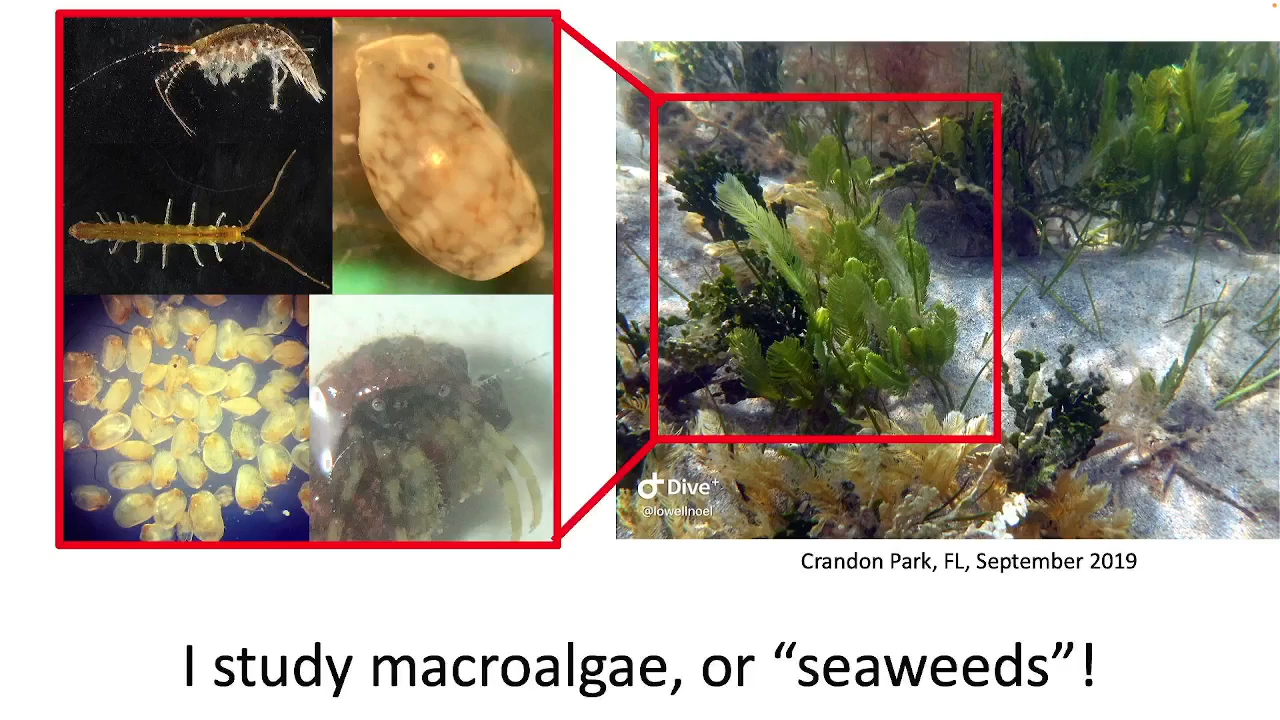 Dive+
@lowellnoel
Crandon Park, FL, September 2019
I study macroalgae, or “seaweeds”!